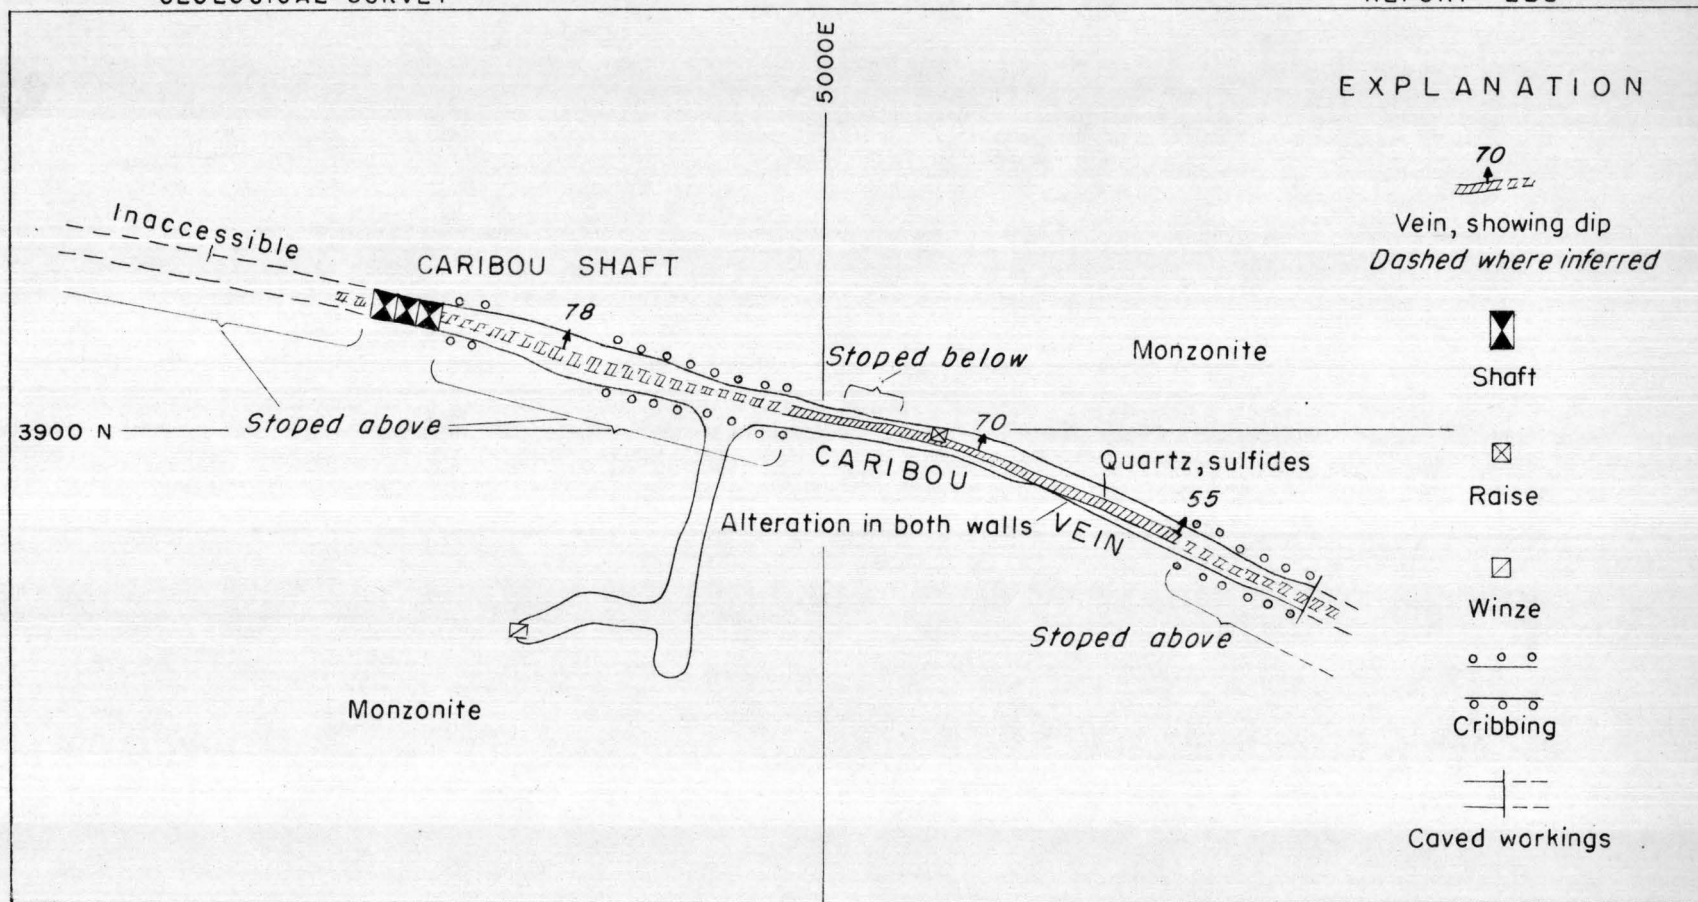 5000E
EXPLANATION
70
Vein, showing dip
Dashed where inferred
Shaft
Raise
Winze
Cribbing
Caved workings
Inaccessible
CARIBOU SHAFT
78
Stoped below
Monzonite
3900 N
Stoped above
70
CARIBOU VEIN
Quartz, sulfides
55
Alteration in both walls
Stoped above
Monzonite